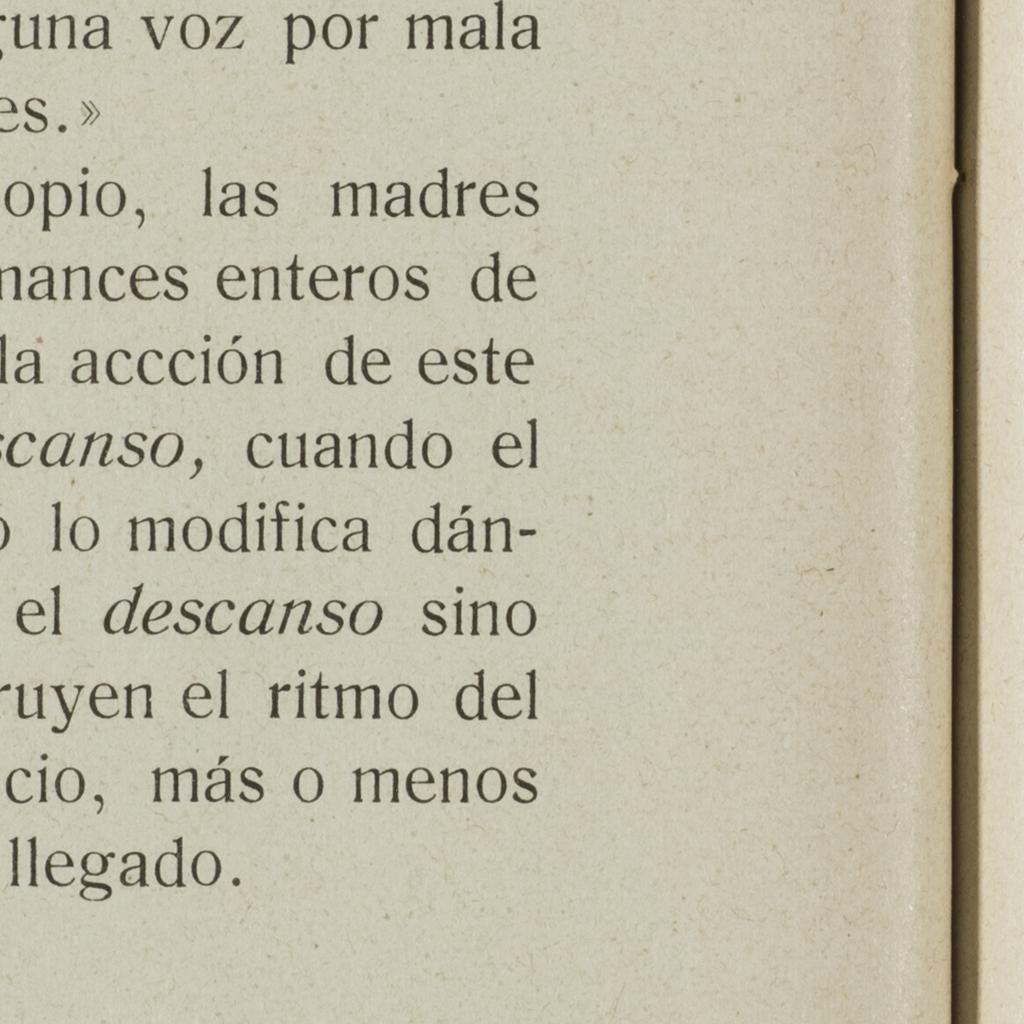 guna voz por mala
es.»
opio, las madres
mances enteros de
la accción de este
scanso, cuando el
o lo modifica dán-
el descanso sino
ruyen el ritmo del
cio, más o menos
llegado.